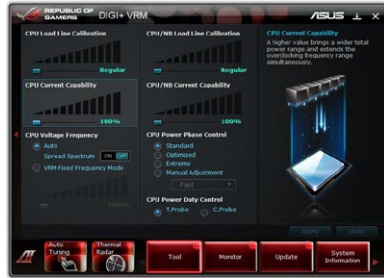 REPUBLIC OF GAMERS
DIGI+ VRM
ASUS
CPU Load Line Calibration
Regular
CPU/NB Load Line Calibration
Regular
CPU Current Capability
100%
CPU/NB Current Capability
100%
CPU Voltage Frequency
Auto
Spread Spectrum ON OFF
VRM Fixed Frequency Mode
CPU Power Phase Control
Standard
Optimized
Extreme
Manual Adjustment
Fast
CPU Power Duty Control
T.Probe
C.Probe
CPU Current Capability
A higher value brings a wider total
power range and extends the
overclocking frequency range
simultaneously.
Apply
Undo
Auto Tuning
Thermal Radar
Tool
Monitor
Update
System Information